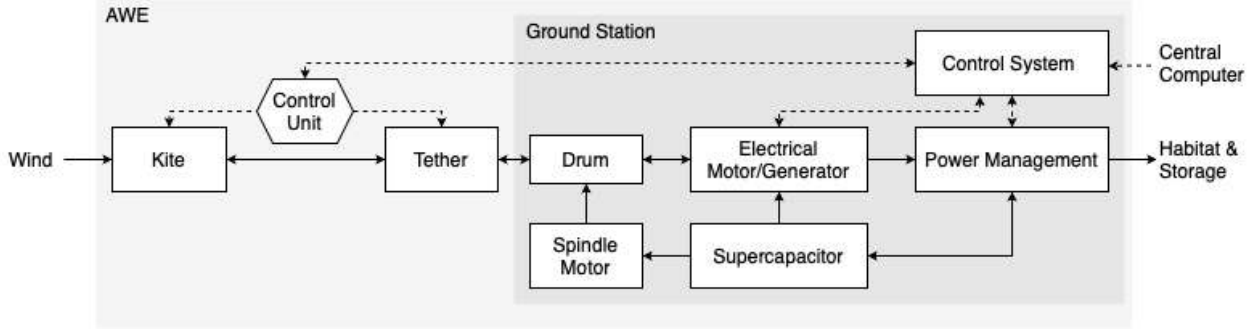 AWE
Ground Station
Control System
Central
Computer
Control
Unit
Wind
Kite
Tether
Drum
Electrical
Motor/Generator
Power Management
Habitat &
Storage
Spindle
Motor
Supercapacitor